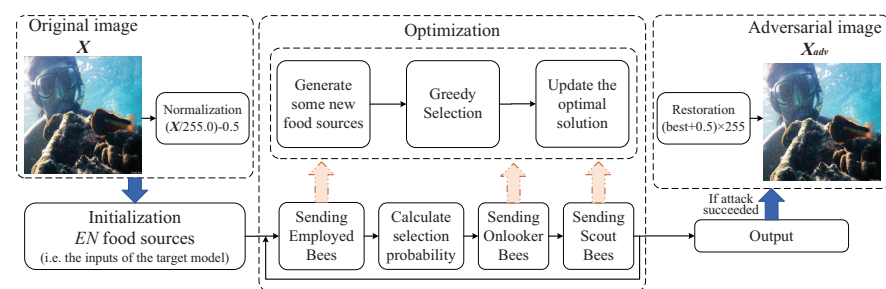 Original image
X
Normalization
(X/255.0)-0.5
Initialization
EN food sources
(i.e. the inputs of the target model)
Optimization
Generate
some new
food sources
Greedy
Selection
Update the
optimal
solution
Sending
Employed
Bees
Calculate
selection
probability
Sending
Onlooker
Bees
Sending
Scout
Bees
Adversarial image
Xadv
Restoration
(best+0.5)×255
If attack
succeeded
Output